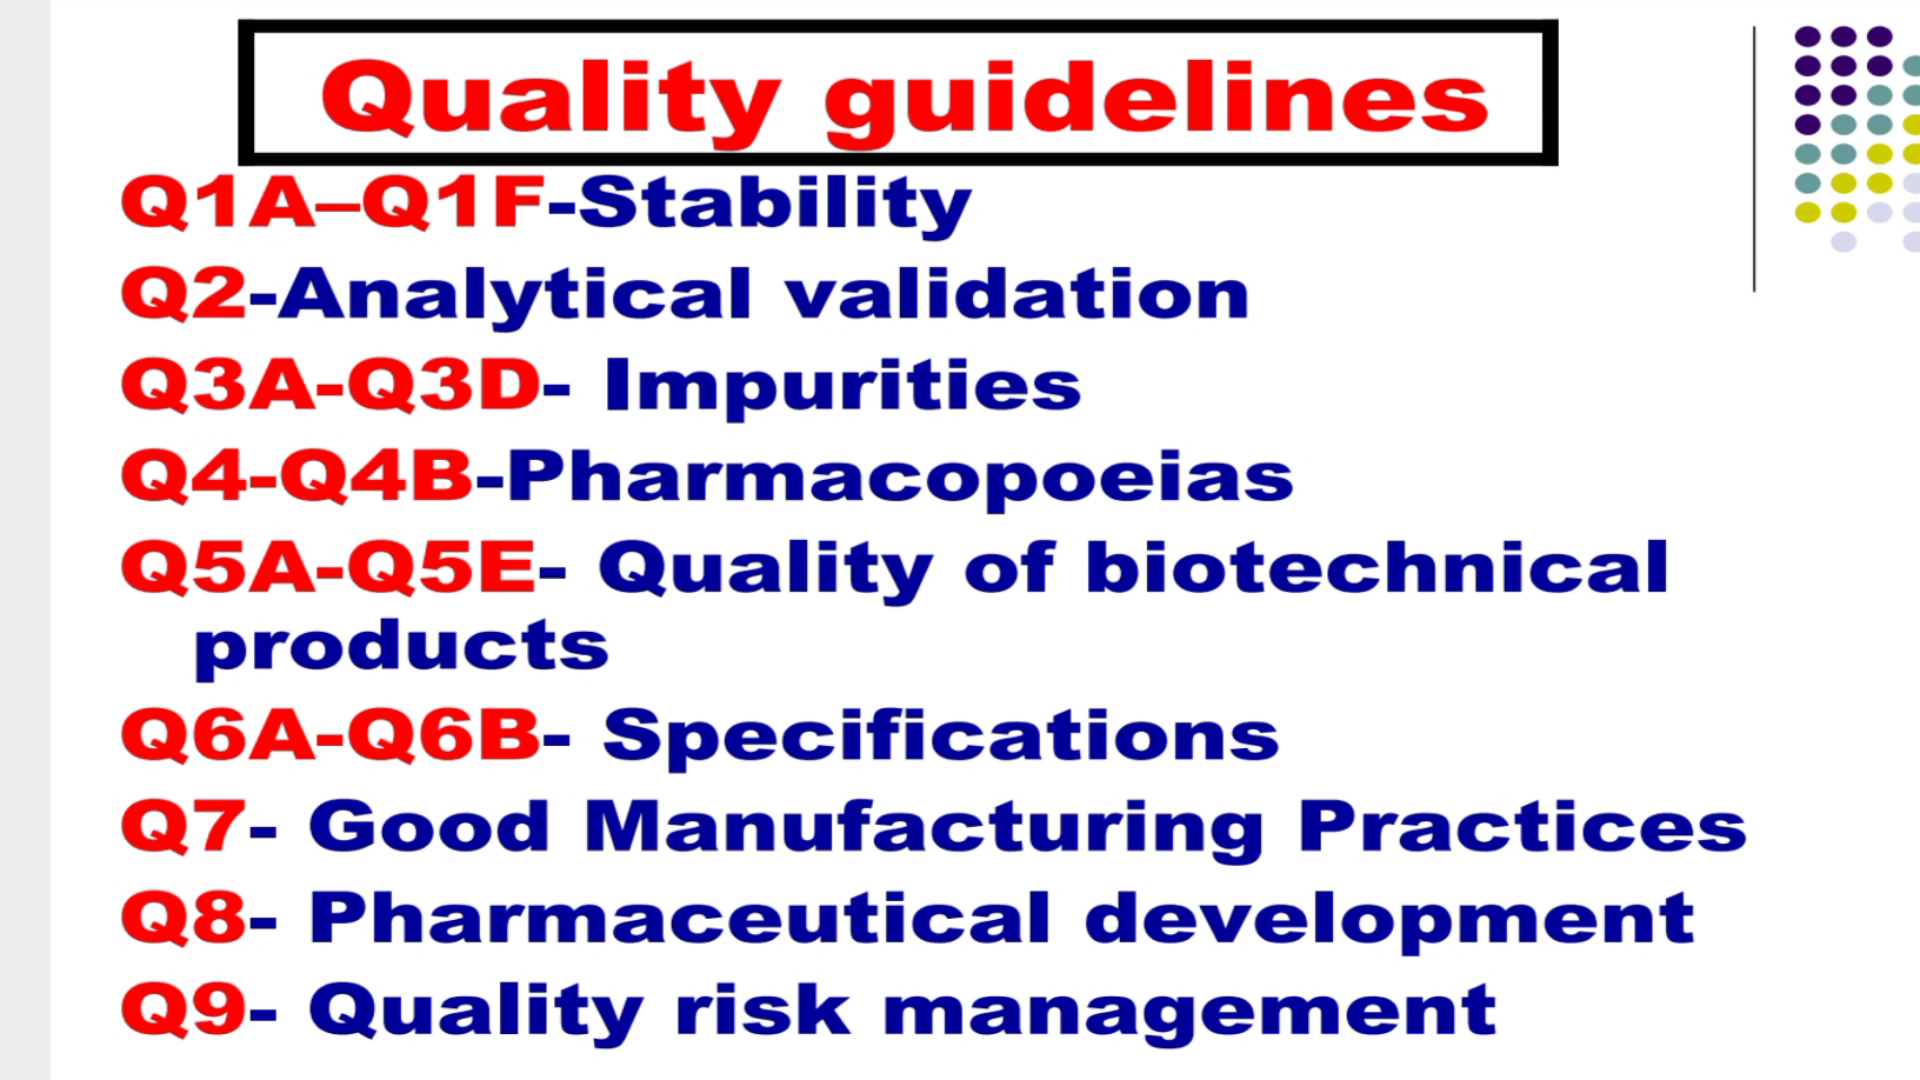 Quality guidelines
Q1A–Q1F-Stability
Q2-Analytical validation
Q3A-Q3D- Impurities
Q4-Q4B-Pharmacopoeias
Q5A-Q5E- Quality of biotechnical
products
Q6A-Q6B- Specifications
Q7- Good Manufacturing Practices
Q8- Pharmaceutical development
Q9- Quality risk management